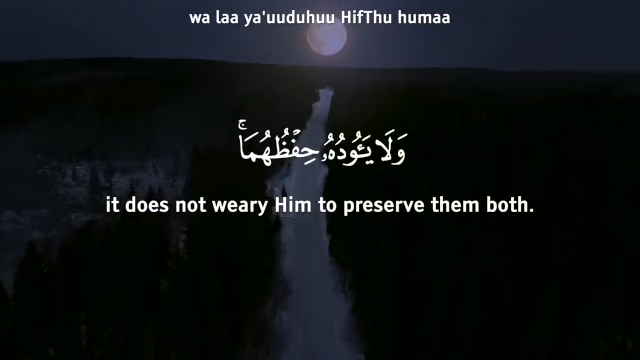 wa laa ya'uuduhuu HifThu humaa
وَلَا يَـُٔودُهُۥ حِفْظُهُمَا ۚ
it does not weary Him to preserve them both.